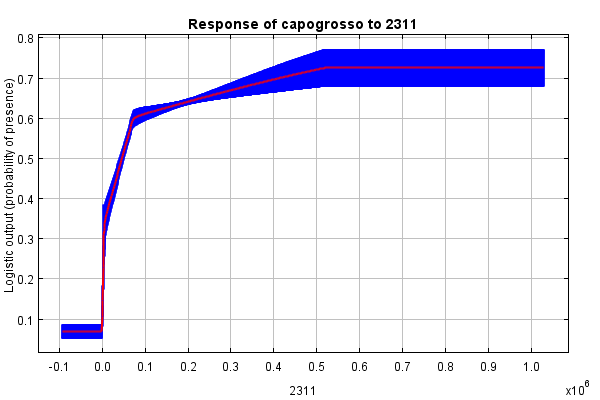 Response of capogrosso to 2311
Logistic output (probability of presence)
0.8
0.7
0.6
0.5
0.4
0.3
0.2
0.1
-0.1 0.0 0.1 0.2 0.3 0.4 0.5 0.6 0.7 0.8 0.9 1.0
x10^6
2311